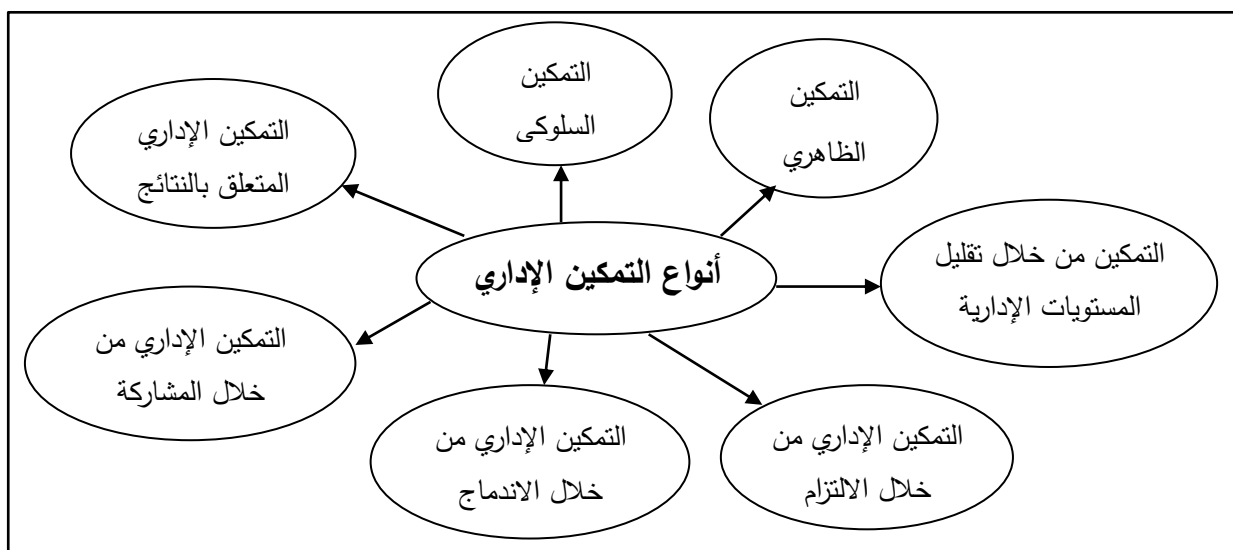 التمكين
الظاهري
التمكين
السلوكى
التمكين الإداري
المتعلق بالنتائج
أنواع التمكين الإداري
التمكين من خلال تقليل
المستويات الإدارية
التمكين الإداري من
خلال المشاركة
التمكين الإداري من
خلال الالتزام
التمكين الإداري من
خلال الاندماج